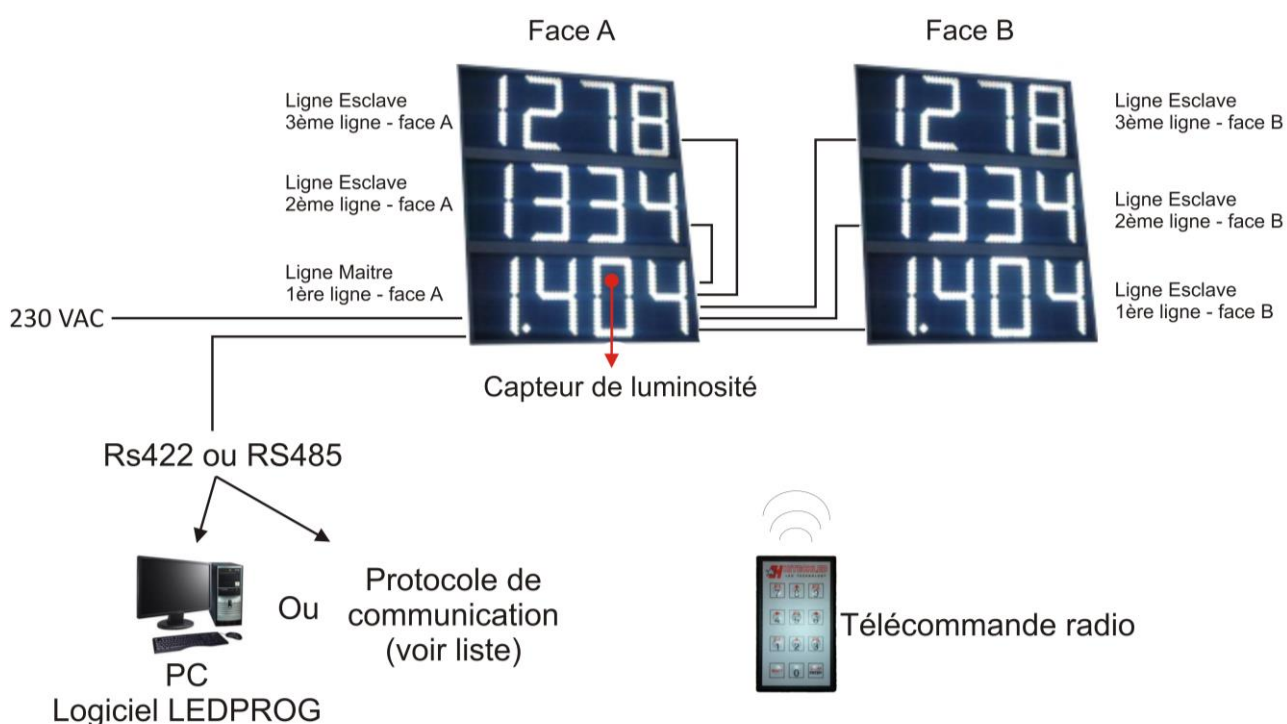 Face A
Face B
Ligne Esclave
3ème ligne - face A
1278
1278
Ligne Esclave
3ème ligne - face B
Ligne Esclave
2ème ligne - face A
1334
1334
Ligne Esclave
2ème ligne - face B
Ligne Maitre
1ère ligne - face A
1.404
1.404
Ligne Esclave
1ère ligne - face B
230 VAC
Capteur de luminosité
Rs422 ou RS485
PC
Logiciel LEDPROG
Ou
Protocole de
communication
(voir liste)
LED TECHNOLOGY
0
Télécommande radio